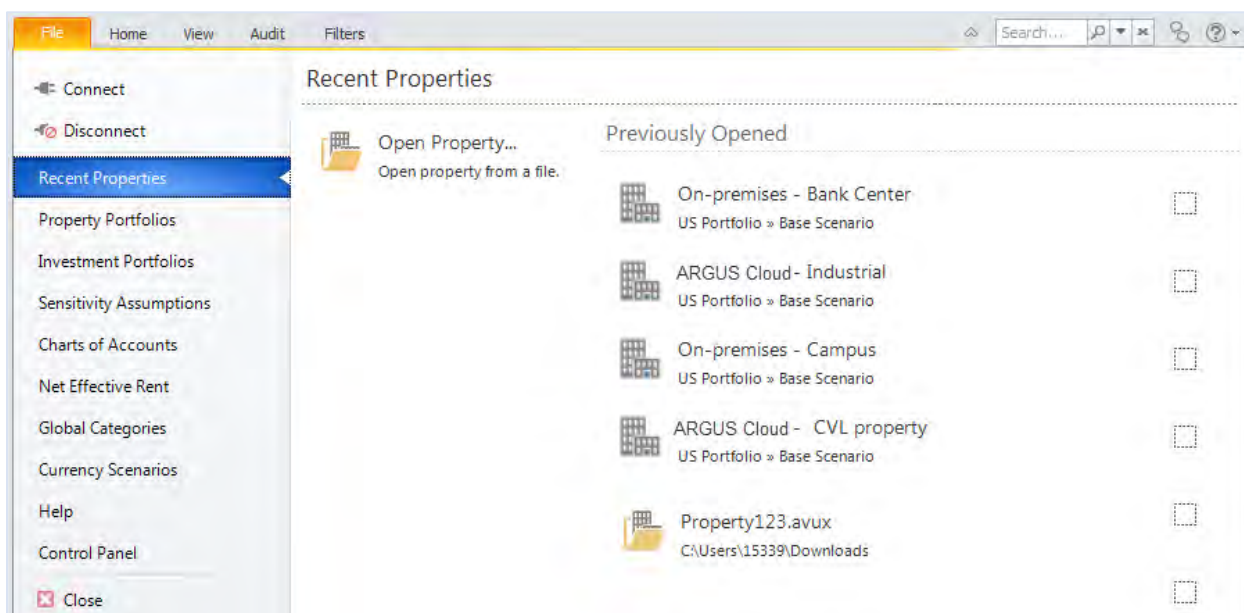 File Home View Audit Filters Search....
Connect
Disconnect
Recent Properties
Property Portfolios
Investment Portfolios
Sensitivity Assumptions
Charts of Accounts
Net Effective Rent
Global Categories
Currency Scenarios
Help
Control Panel
Close
Recent Properties
Open Property...
Open property from a file.
Previously Opened
On-premises - Bank Center
US Portfolio » Base Scenario
ARGUS Cloud - Industrial
US Portfolio » Base Scenario
On-premises - Campus
US Portfolio » Base Scenario
ARGUS Cloud - CVL property
US Portfolio » Base Scenario
Property123.avux
C:\Users\15339\Downloads